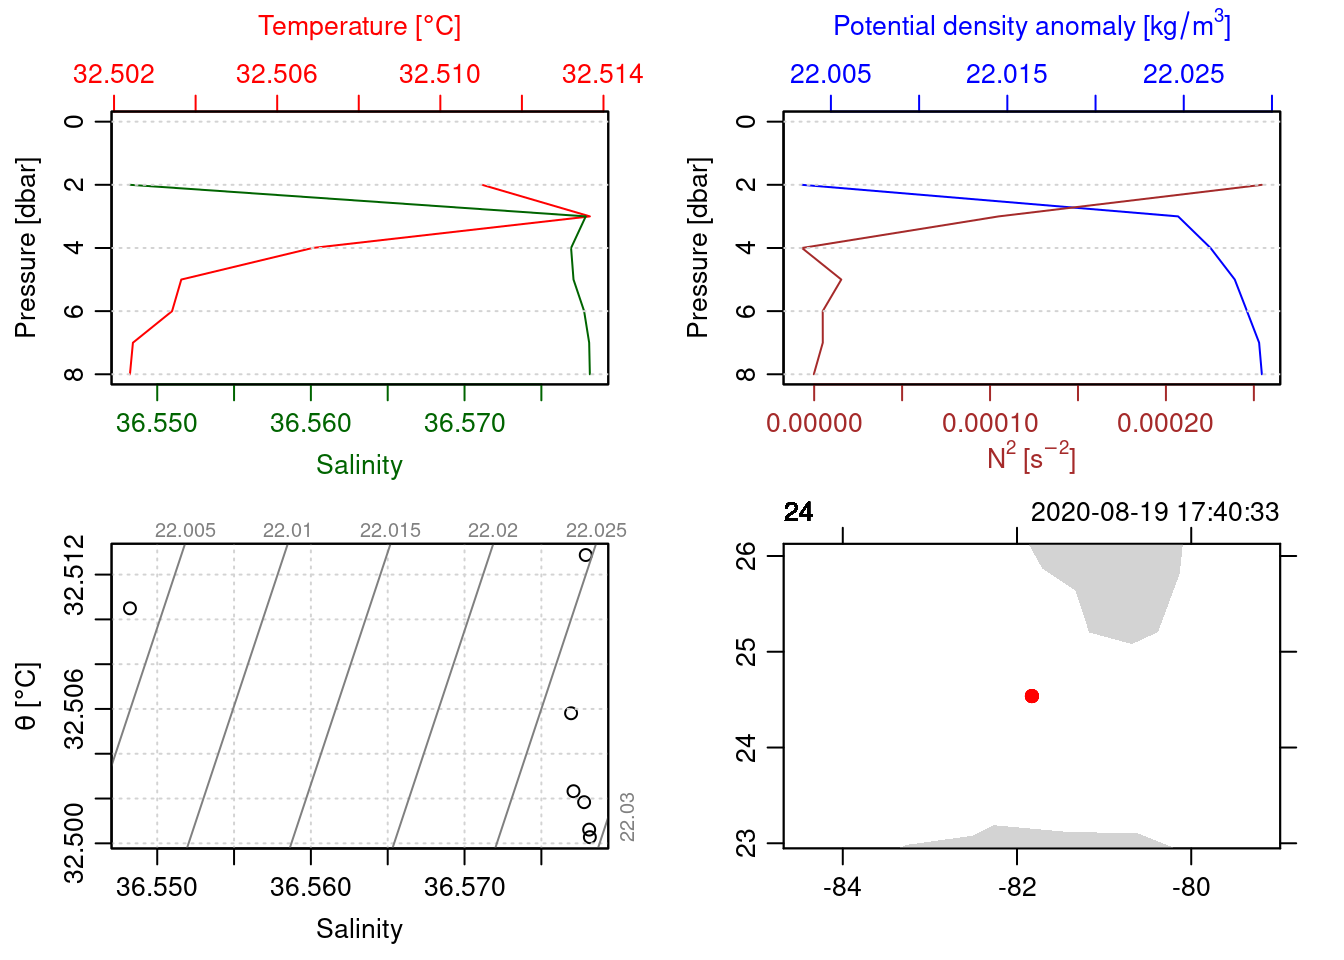 Temperature [°C]
32.502 32.506 32.510 32.514
0
2
4
6
8
Pressure [dbar]
36.550 36.560 36.570
Salinity
Potential density anomaly [kg/m³]
22.005 22.015 22.025
0
2
4
6
8
Pressure [dbar]
0.00000 0.00010 0.00020
N² [s⁻²]
22.005 22.01 22.015 22.02 22.025
32.512
32.506
32.500
θ [°C]
22.03
36.550 36.560 36.570
Salinity
24 2020-08-19 17:40:33
26
25
24
23
-84 -82 -80